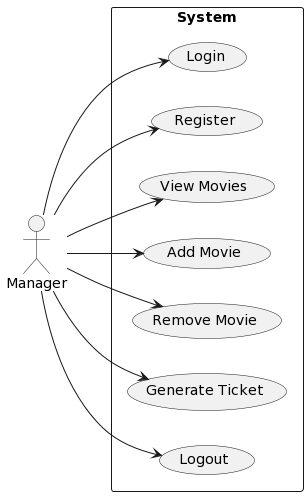 System
Login
Register
View Movies
Add Movie
Manager
Remove Movie
Generate Ticket
Logout